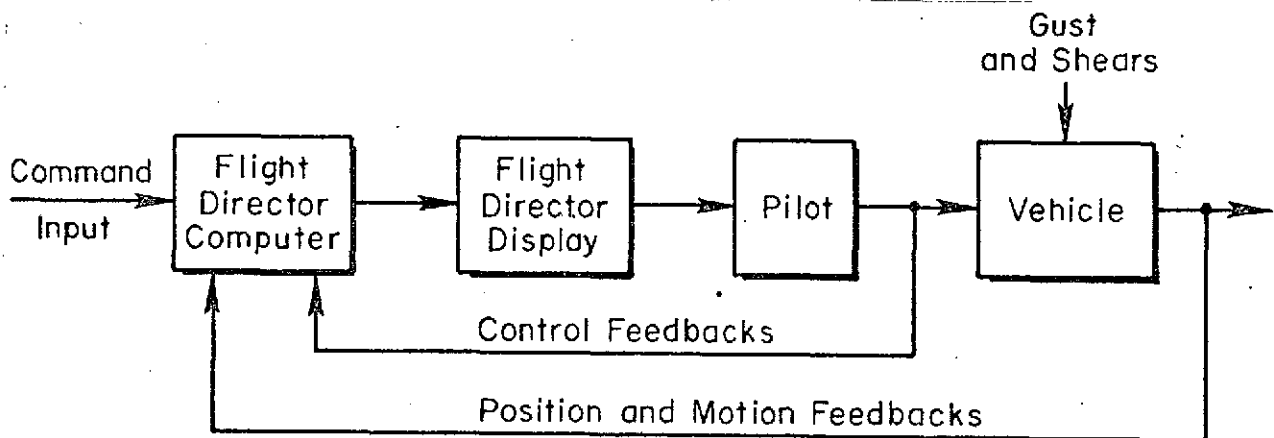 Gust
and Shears
Command
Input
Flight
Director
Computer
Flight
Director
Display
Pilot
Vehicle
Control Feedbacks
Position and Motion Feedbacks